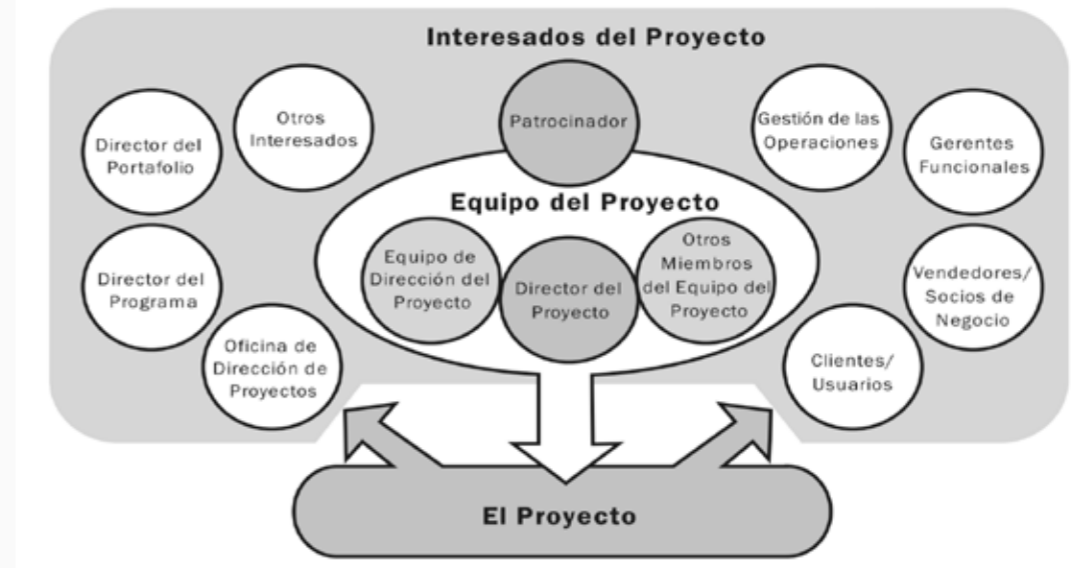 Interesados del Proyecto
Director del
Portafolio
Otros
Interesados
Patrocinador
Gestión de las
Operaciones
Gerentes
Funcionales
Equipo del Proyecto
Director del
Programa
Equipo de
Dirección del
Proyecto
Director del
Proyecto
Otros
Miembros
del Equipo del
Proyecto
Vendedores/
Socios de
Negocio
Oficina de
Dirección de
Proyectos
Clientes/
Usuarios
El Proyecto